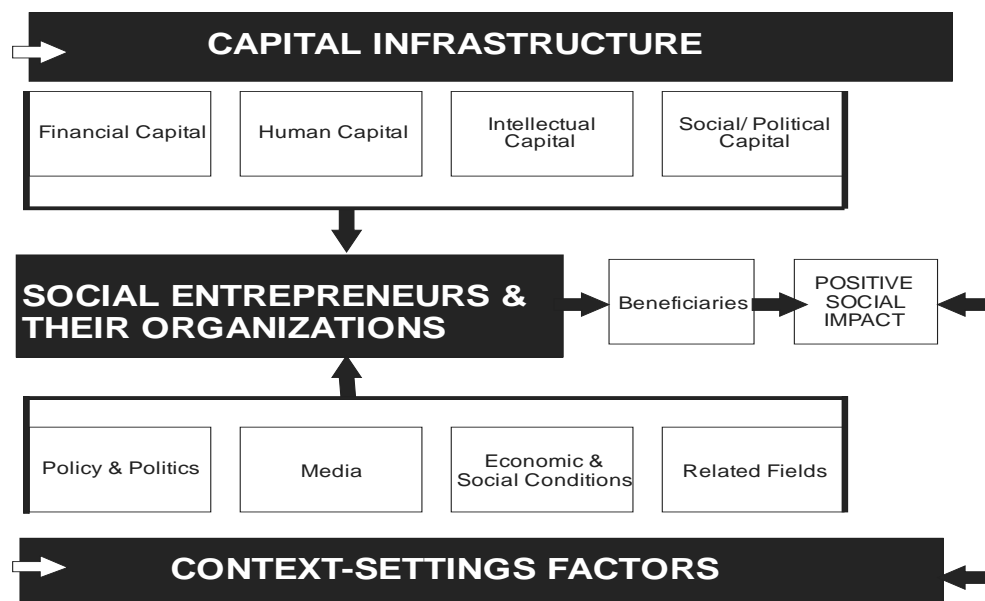 CAPITAL INFRASTRUCTURE
Financial Capital
Human Capital
Intellectual
Capital
Social/ Political
Capital
SOCIAL ENTREPRENEURS &
THEIR ORGANIZATIONS
Beneficiaries
POSITIVE
SOCIAL
IMPACT
Policy & Politics
Media
Economic &
Social Conditions
Related Fields
CONTEXT-SETTINGS FACTORS